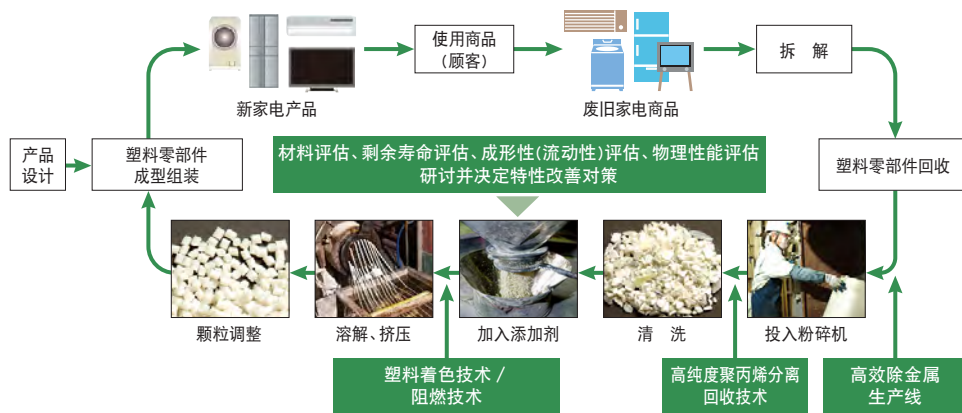 新家电产品
使用商品
(顾客)
废旧家电商品
拆 解
产品
设计
塑料零部件
成型组装
材料评估、剩余寿命评估、成形性(流动性)评估、物理性能评估
研讨并决定特性改善对策
塑料零部件回收
颗粒调整
溶解、挤压
加入添加剂
清 洗
投入粉碎机
塑料着色技术 /
阻燃技术
高纯度聚丙烯分离
回收技术
高效除金属
生产线